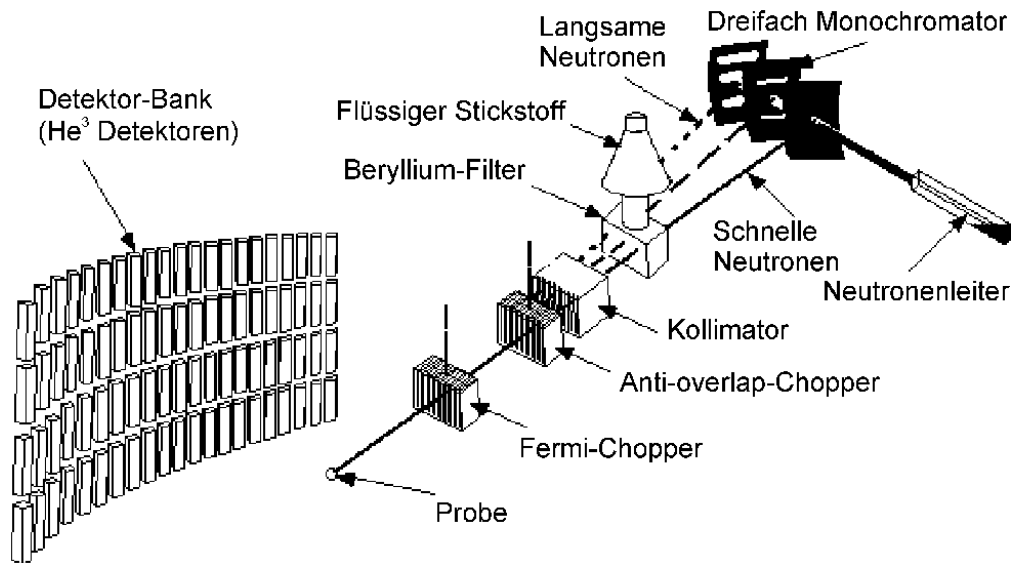 Langsame
Neutronen
Dreifach Monochromator
Detektor-Bank
(He³ Detektoren)
Flüssiger Stickstoff
Beryllium-Filter
Schnelle
Neutronen
Neutronenleiter
Kollimator
Anti-overlap-Chopper
Fermi-Chopper
Probe